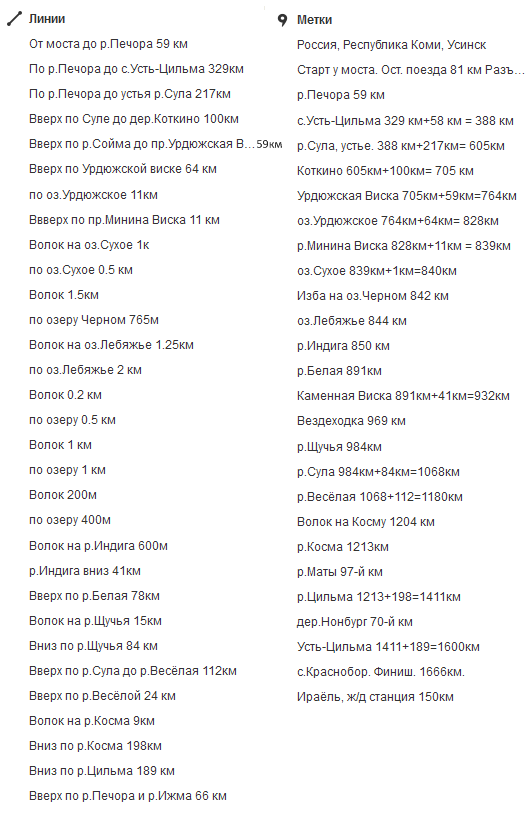 Линии
От моста до р.Печора 59 км
По р.Печора до с.Усть-Цильма 329км
По р.Печора до устья р.Сула 217км
Вверх по Суле до дер.Коткино 100км
Вверх по р.Сойма до пр.Урдюжская В...59км
Вверх по Урдюжской виске 64 км
по оз.Урдюжское 11км
Ввверх по пр.Минина Виска 11 км
Волок на оз.Сухое 1к
по оз.Сухое 0.5 км
Волок 1.5км
по озеру Черном 765м
Волок на оз.Лебяжье 1.25км
по оз.Лебяжье 2 км
Волок 0.2 км
по озеру 0.5 км
Волок 1 км
по озеру 1 км
Волок 200м
по озеру 400м
Волок на р.Индига 600м
р.Индига вниз 41км
Вверх по р.Белая 78км
Волок на р.Щучья 15км
Вниз по р.Щучья 84 км
Вверх по р.Сула до р.Весёлая 112км
Вверх по р.Весёлой 24 км
Волок на р.Косма 9км
Вниз по р.Косма 198км
Вниз по р.Цильма 189 км
Вверх по р.Печора и р.Ижма 66 км
Метки
Россия, Республика Коми, Усинск
Старт у моста. Ост. поезда 81 км Разъ...
р.Печора 59 км
с.Усть-Цильма 329 км+58 км = 388 км
р.Сула, устье. 388 км+217км= 605км
Коткино 605км+100км= 705 км
Урдюжская Виска 705км+59км=764км
оз.Урдюжское 764км+64км= 828км
р.Минина Виска 828км+11км = 839км
оз.Сухое 839км+1км=840км
Изба на оз.Черном 842 км
оз.Лебяжье 844 км
р.Индига 850 км
р.Белая 891км
Каменная Виска 891км+41км=932км
Вездеходка 969 км
р.Щучья 984км
р.Сула 984км+84км=1068км
р.Весёлая 1068+112=1180км
Волок на Косму 1204 км
р.Косма 1213км
р.Маты 97-й км
р.Цильма 1213+198=1411км
дер.Нонбург 70-й км
Усть-Цильма 1411+189=1600км
с.Краснобор. Финиш. 1666км.
Ираёль, ж/д станция 150км